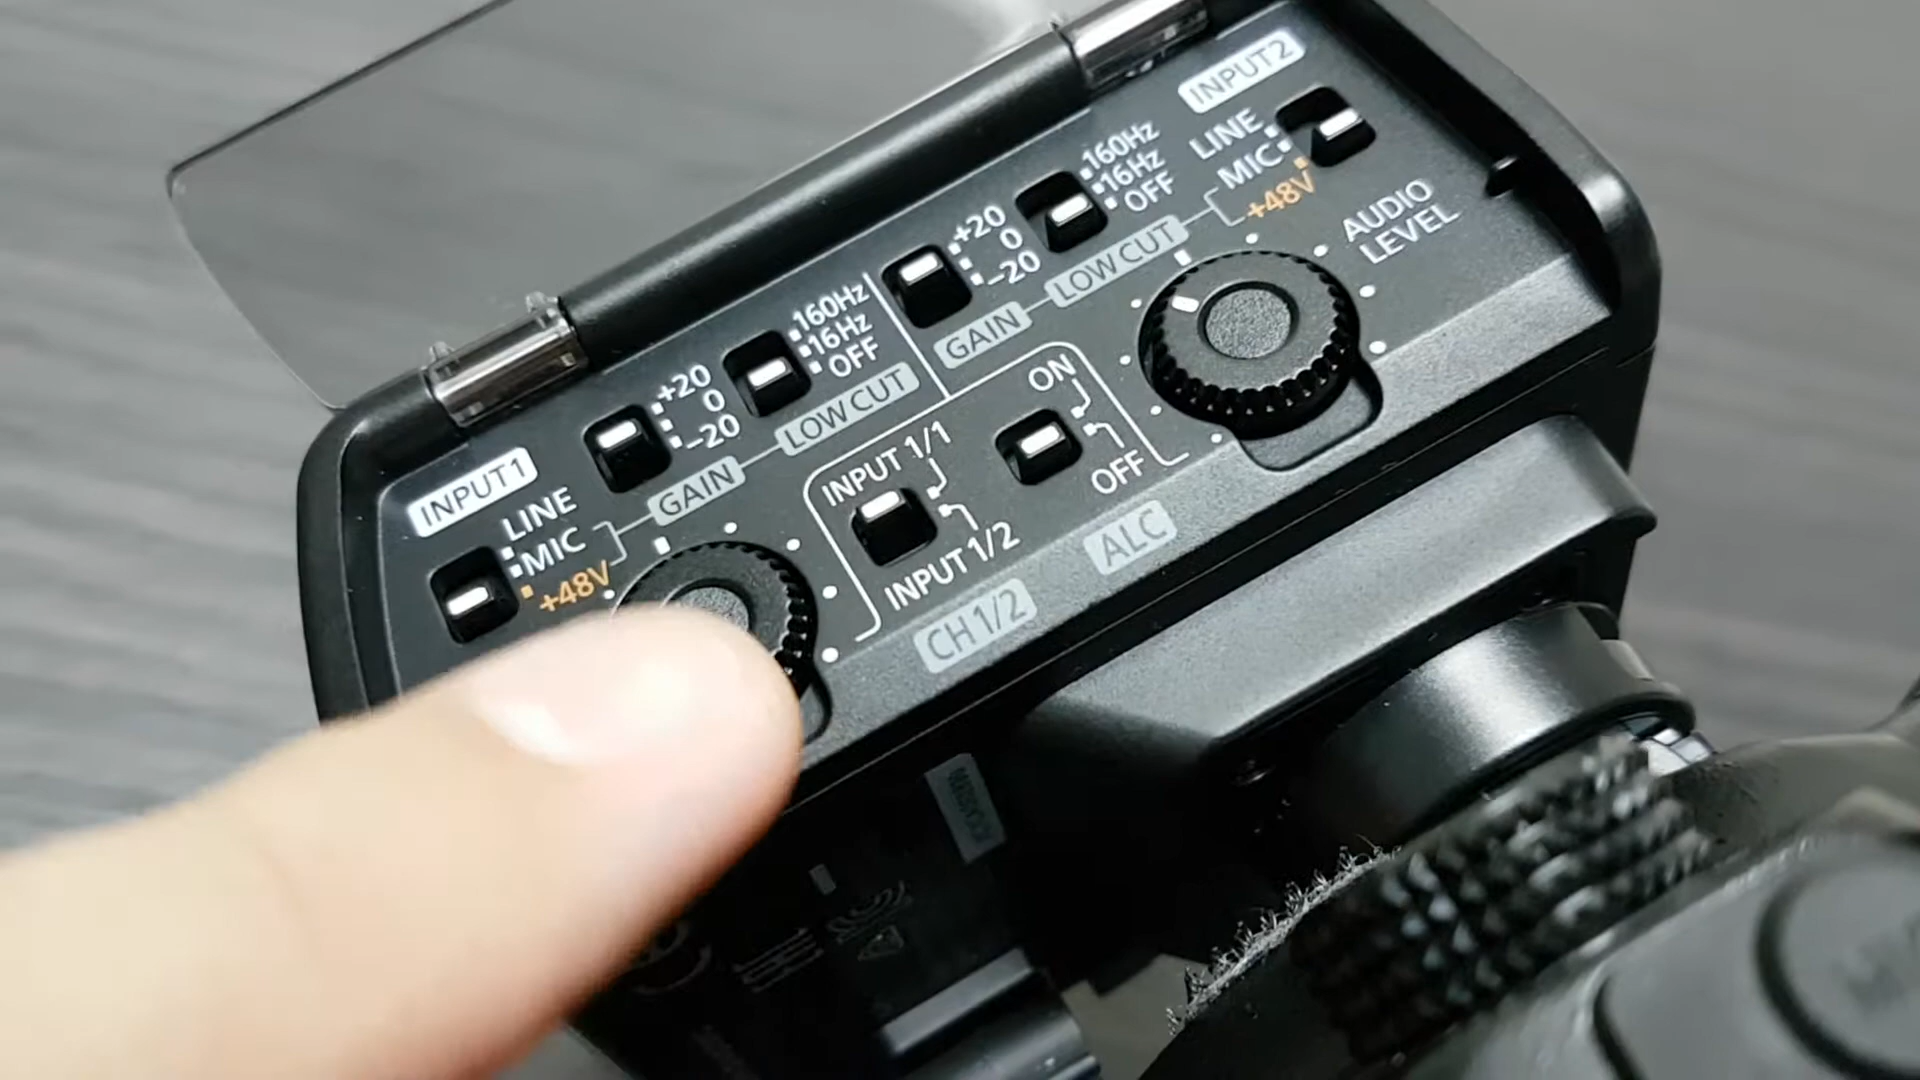 INPUT1
LINE
MIC
+48V
+20
0
−20
GAIN
160Hz
16Hz
OFF
LOW CUT
INPUT 1/1
INPUT 1/2
CH 1/2
ON
OFF
ALC
+20
0
−20
GAIN
160Hz
16Hz
OFF
LOW CUT
INPUT2
LINE
MIC
+48V
AUDIO
LEVEL